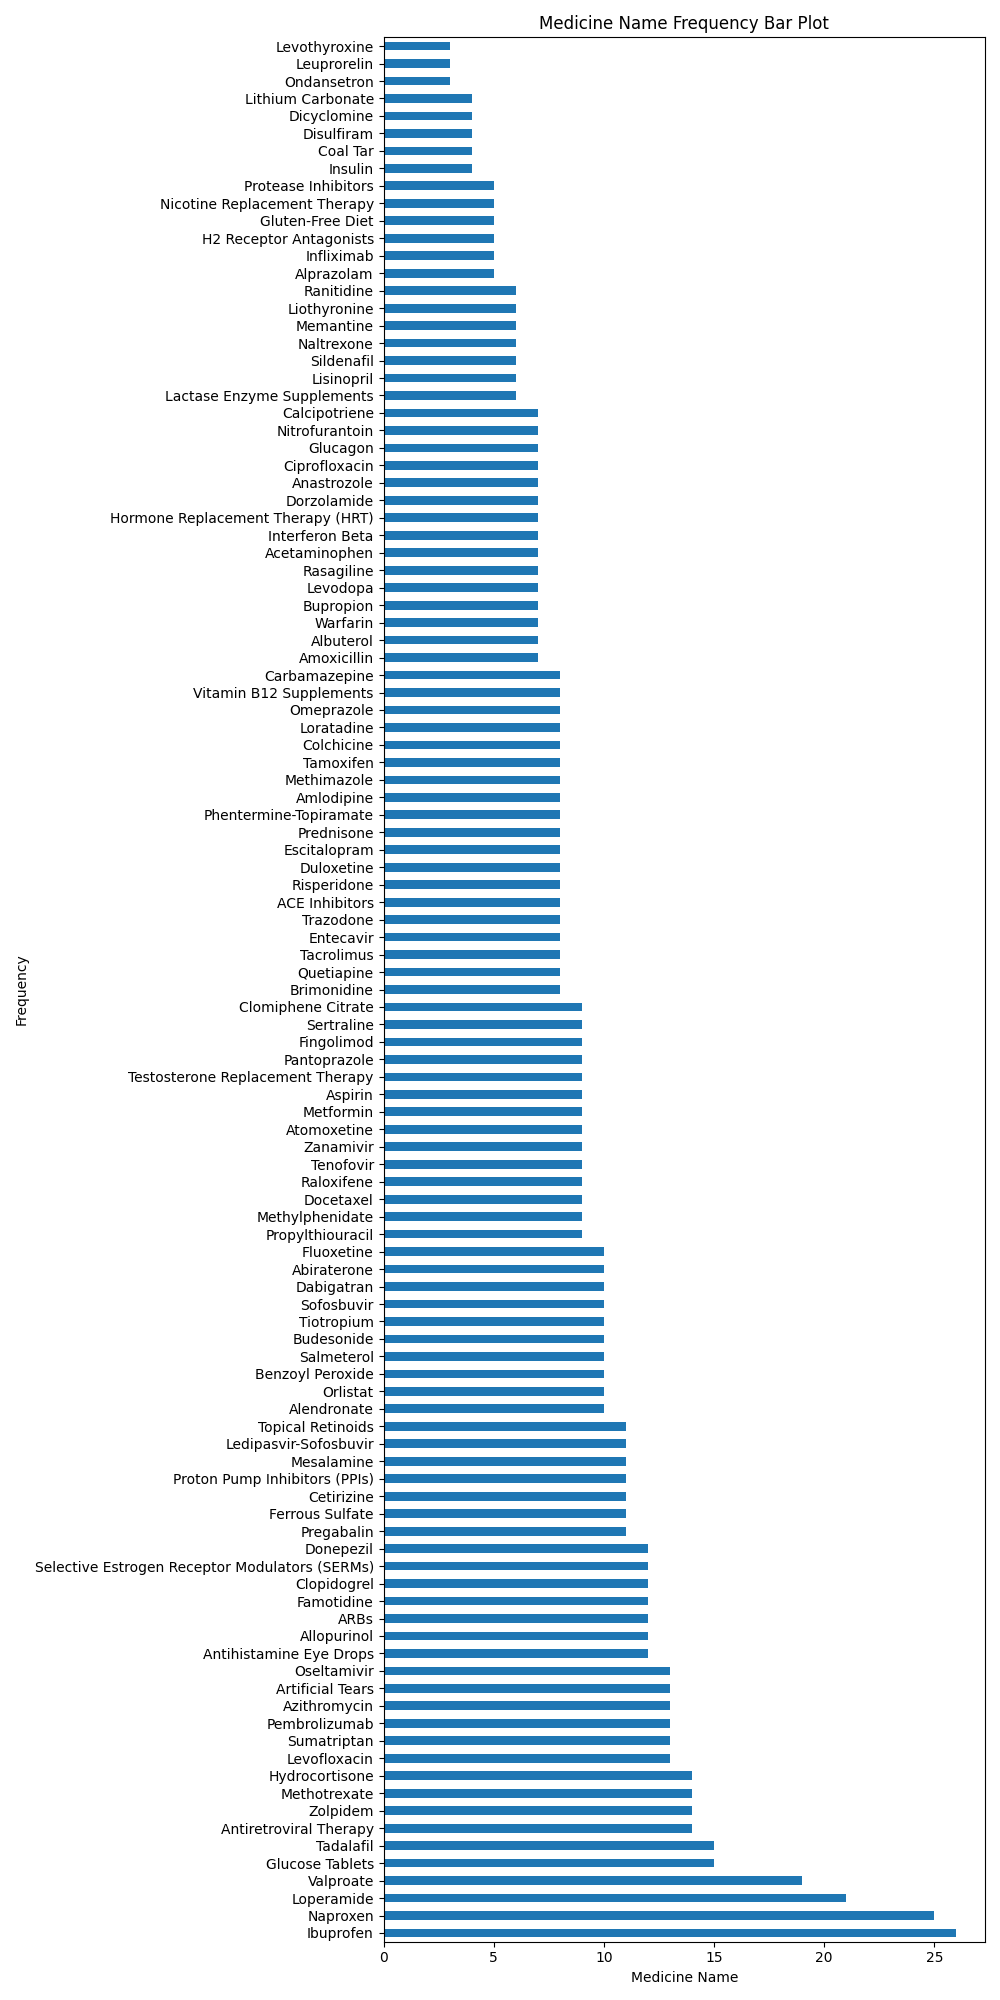 Medicine Name Frequency Bar Plot
Levothyroxine
Leuprorelin
Ondansetron
Lithium Carbonate
Dicyclomine
Disulfiram
Coal Tar
Insulin
Protease Inhibitors
Nicotine Replacement Therapy
Gluten-Free Diet
H2 Receptor Antagonists
Infliximab
Alprazolam
Ranitidine
Liothyronine
Memantine
Naltrexone
Sildenafil
Lisinopril
Lactase Enzyme Supplements
Calcipotriene
Nitrofurantoin
Glucagon
Ciprofloxacin
Anastrozole
Dorzolamide
Hormone Replacement Therapy (HRT)
Interferon Beta
Acetaminophen
Rasagiline
Levodopa
Bupropion
Warfarin
Albuterol
Amoxicillin
Carbamazepine
Vitamin B12 Supplements
Omeprazole
Loratadine
Colchicine
Tamoxifen
Methimazole
Amlodipine
Phentermine-Topiramate
Prednisone
Escitalopram
Duloxetine
Risperidone
ACE Inhibitors
Trazodone
Entecavir
Tacrolimus
Quetiapine
Brimonidine
Clomiphene Citrate
Sertraline
Fingolimod
Pantoprazole
Testosterone Replacement Therapy
Aspirin
Metformin
Atomoxetine
Zanamivir
Tenofovir
Raloxifene
Docetaxel
Methylphenidate
Propylthiouracil
Fluoxetine
Abiraterone
Dabigatran
Sofosbuvir
Tiotropium
Budesonide
Salmeterol
Benzoyl Peroxide
Orlistat
Alendronate
Topical Retinoids
Ledipasvir-Sofosbuvir
Mesalamine
Proton Pump Inhibitors (PPIs)
Cetirizine
Ferrous Sulfate
Pregabalin
Donepezil
Selective Estrogen Receptor Modulators (SERMs)
Clopidogrel
Famotidine
ARBs
Allopurinol
Antihistamine Eye Drops
Oseltamivir
Artificial Tears
Azithromycin
Pembrolizumab
Sumatriptan
Levofloxacin
Hydrocortisone
Methotrexate
Zolpidem
Antiretroviral Therapy
Tadalafil
Glucose Tablets
Valproate
Loperamide
Naproxen
Ibuprofen
Frequency
0 5 10 15 20 25
Medicine Name